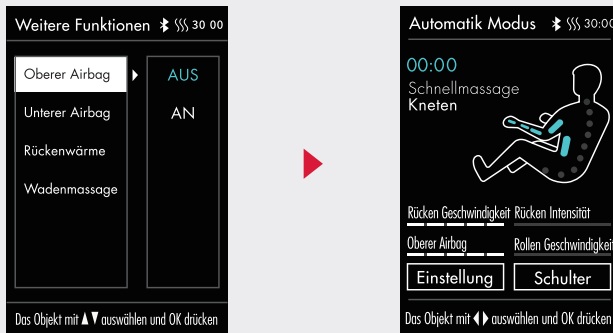 Weitere Funktionen 30 00
Oberer Airbag
Unterer Airbag
Rückenwärme
Wadenmassage
AUS
AN
Das Objekt mit ▲▼ auswählen und OK drücken
Automatik Modus 30:00
00:00
Schnellmassage
Kneten
Rücken Geschwindigkeit Rücken Intensität
Oberer Airbag Rollen Geschwindigkeit
Einstellung Schulter
Das Objekt mit ◀▶ auswählen und OK drücken